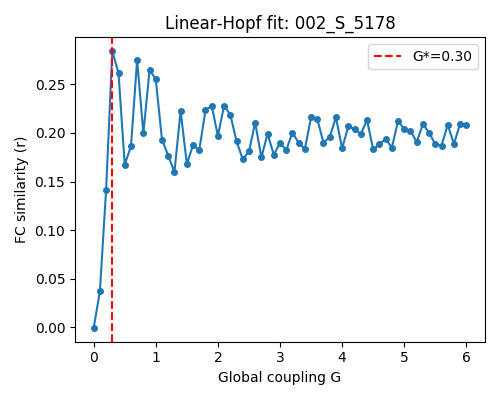 Linear-Hopf fit: 002_S_5178
G*=0.30
FC similarity (r)
0.25
0.20
0.15
0.10
0.05
0.00
0 1 2 3 4 5 6
Global coupling G